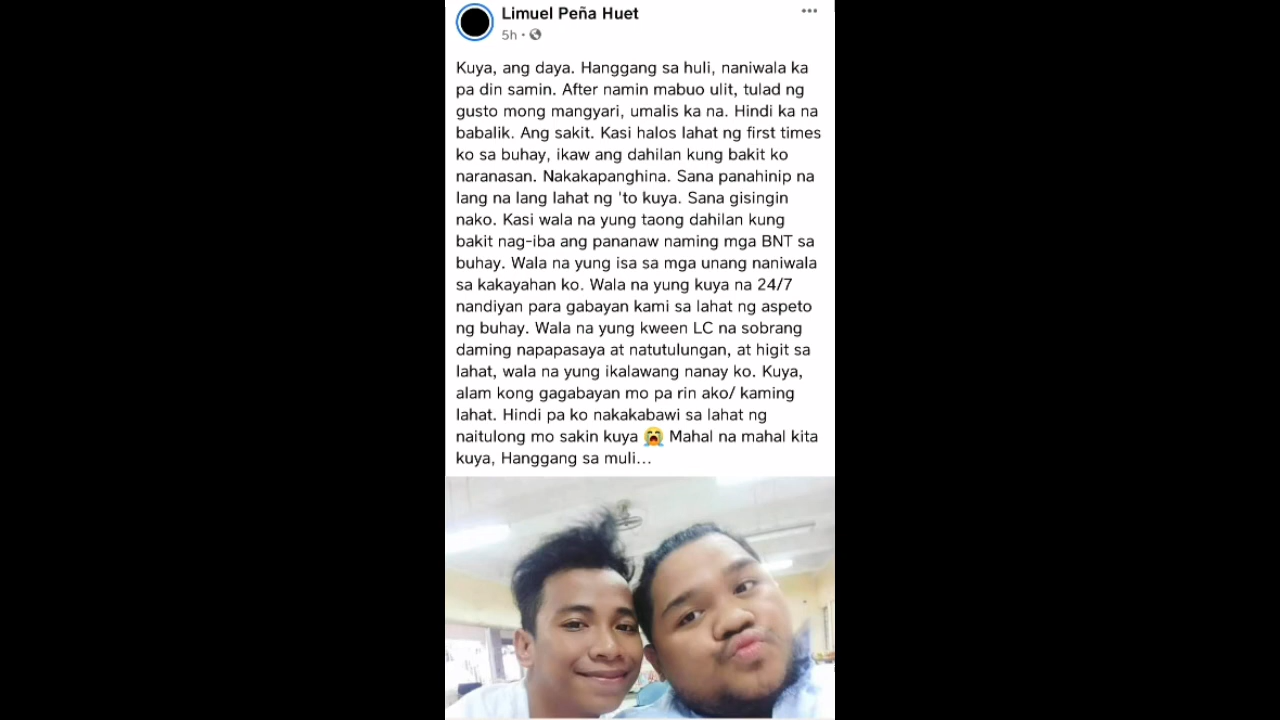 Limuel Peña Huet
5h
Kuya, ang daya. Hanggang sa huli, naniwala ka
pa din samin. After namin mabuo ulit, tulad ng
gusto mong mangyari, umalis ka na. Hindi ka na
babalik. Ang sakit. Kasi halos lahat ng first times
ko sa buhay, ikaw ang dahilan kung bakit ko
naranasan. Nakakapanghina. Sana panahinip na
lang na lang lahat ng 'to kuya. Sana gisingin
nako. Kasi wala na yung taong dahilan kung
bakit nag-iba ang pananaw naming mga BNT sa
buhay. Wala na yung isa sa mga unang naniwala
sa kakayahan ko. Wala na yung kuya na 24/7
nandiyan para gabayan kami sa lahat ng aspeto
ng buhay. Wala na yung kween LC na sobrang
daming napapasaya at natutulungan, at higit sa
lahat, wala na yung ikalawang nanay ko. Kuya,
alam kong gagabayan mo pa rin ako/ kaming
lahat. Hindi pa ko nakakabawi sa lahat ng
naitulong mo sakin kuya 😭 Mahal na mahal kita
kuya, Hanggang sa muli...